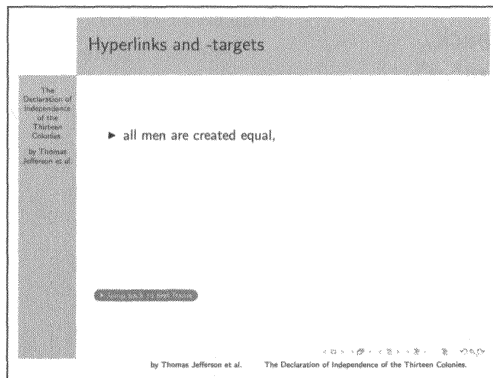 Hyperlinks and -targets
The
Declaration of
Independence
of the
Thirteen
Colonies
by Thomas
Jefferson et al.
▶ all men are created equal,
by Thomas Jefferson et al. The Declaration of Independence of the Thirteen Colonies.